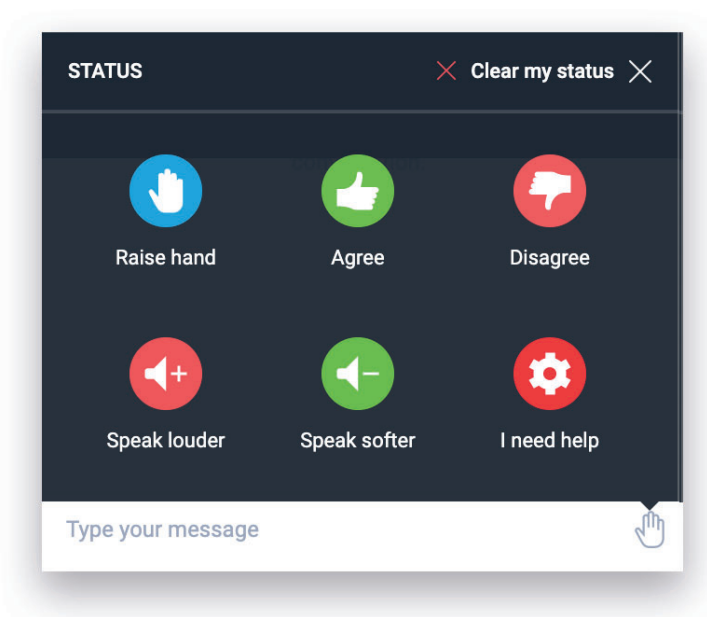 STATUS
Clear my status
Raise hand
Agree
Disagree
Speak louder
Speak softer
I need help
Type your message